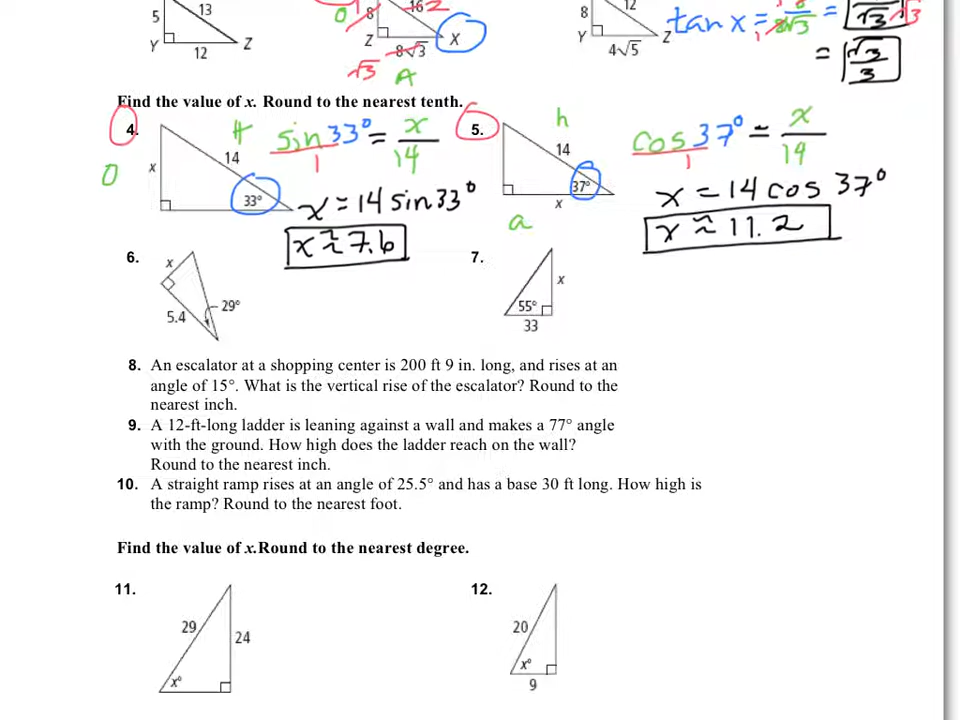 5 13
Y 12 Z
O 8 16 2
Z 8√3 X
√3 A
8 12
Y 4√5 Z
tan X = = √3 √3
= √3/3
Find the value of x. Round to the nearest tenth.
4. H sin 33° = x/14
O x 14 1
33° x = 14 sin 33°
x ≈ 7.6
5. h cos 37° = x/14
14 1
37° x = 14 cos 37°
x
a x ≈ 11.2
6. x
29°
5.4
7. x
55°
33
8. An escalator at a shopping center is 200 ft 9 in. long, and rises at an
angle of 15°. What is the vertical rise of the escalator? Round to the
nearest inch.
9. A 12-ft-long ladder is leaning against a wall and makes a 77° angle
with the ground. How high does the ladder reach on the wall?
Round to the nearest inch.
10. A straight ramp rises at an angle of 25.5° and has a base 30 ft long. How high is
the ramp? Round to the nearest foot.
Find the value of x.Round to the nearest degree.
11. 29 24
x°
12. 20
x°
9